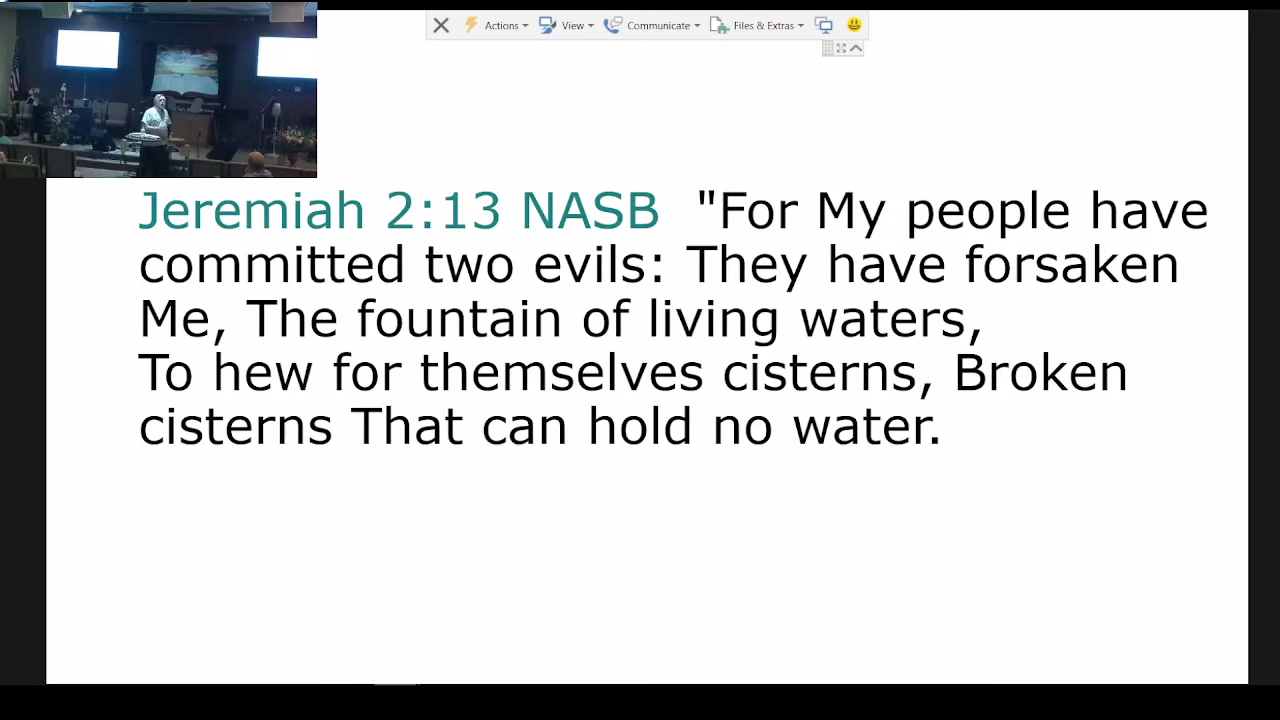 Actions View Communicate Files & Extras
Jeremiah 2:13 NASB "For My people have
committed two evils: They have forsaken
Me, The fountain of living waters,
To hew for themselves cisterns, Broken
cisterns That can hold no water.